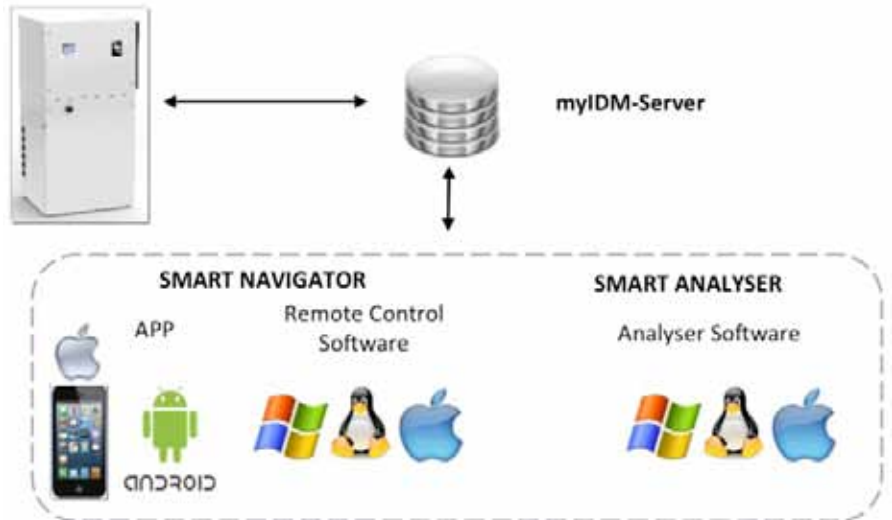 myIDM-Server
SMART NAVIGATOR
SMART ANALYSER
APP
Remote Control
Software
Analyser Software
ANDROID